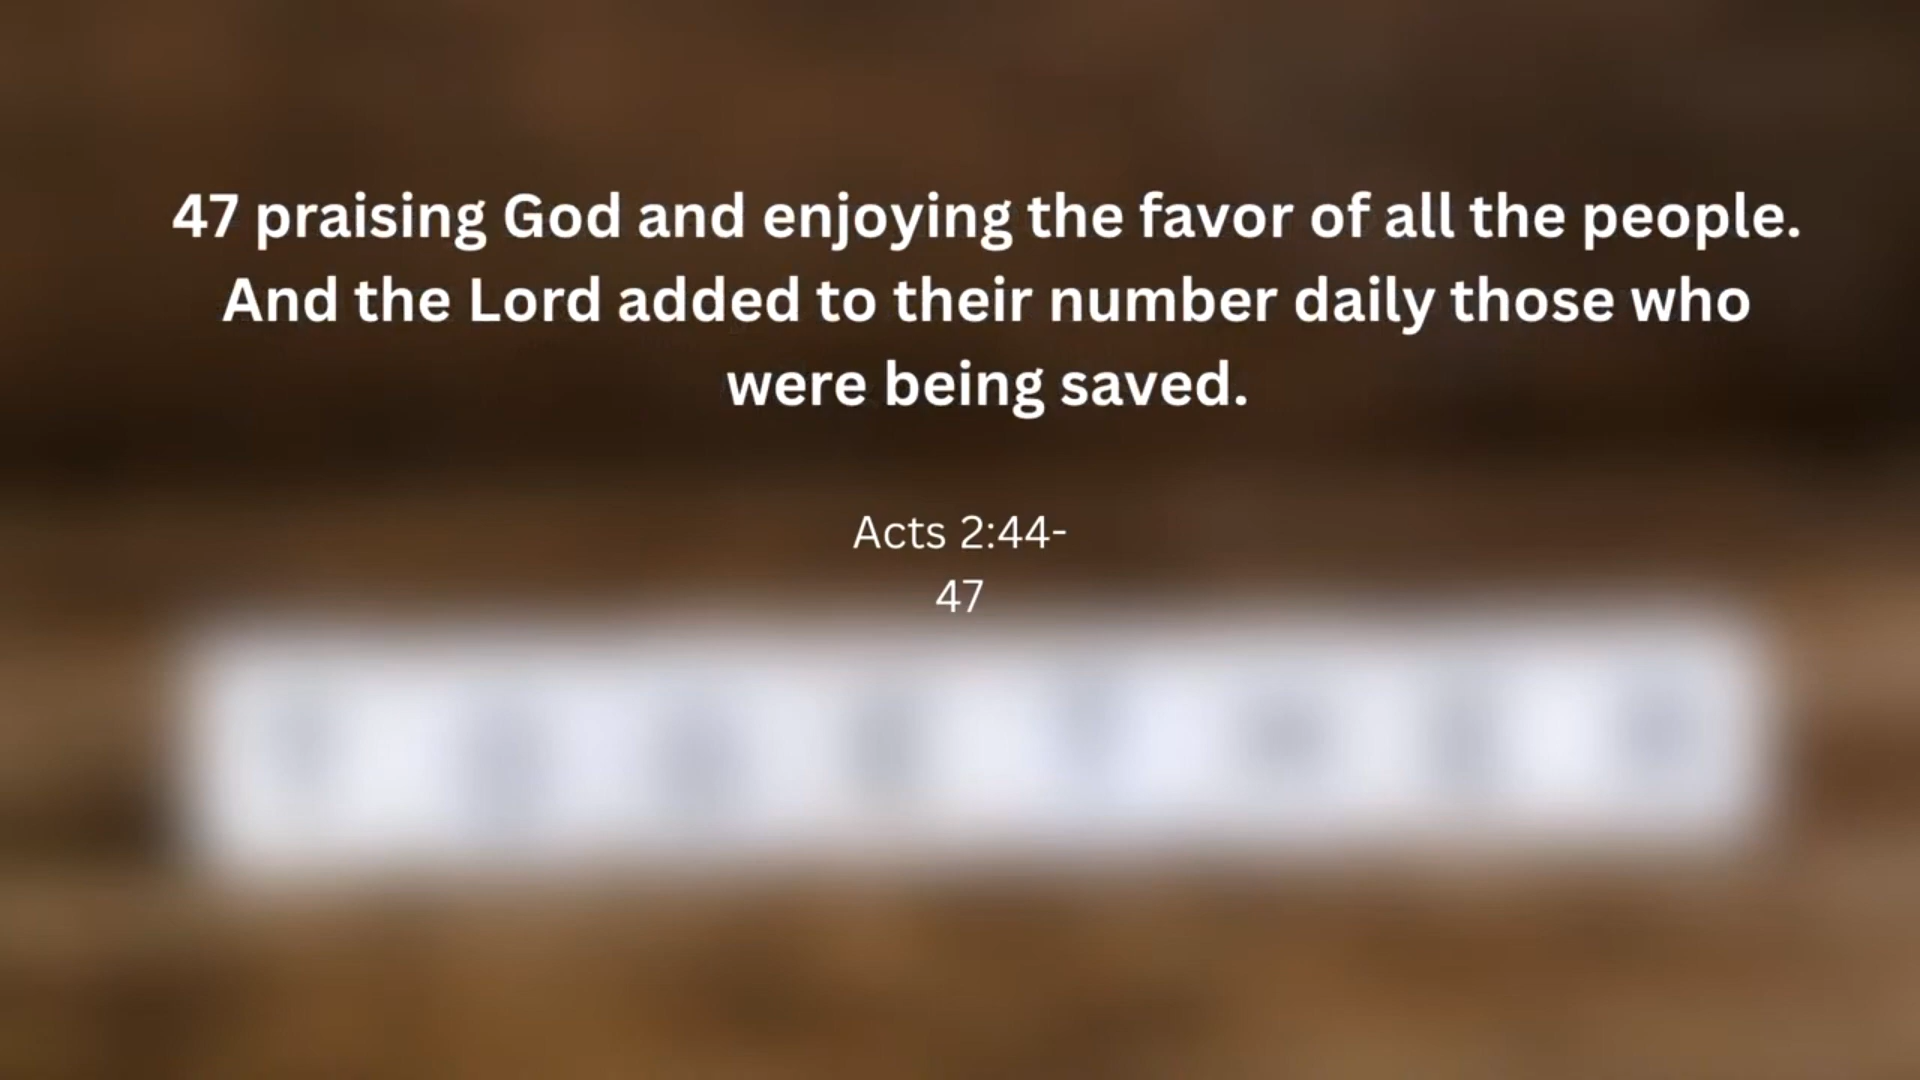 47 praising God and enjoying the favor of all the people.
And the Lord added to their number daily those who
were being saved.
Acts 2:44-
47